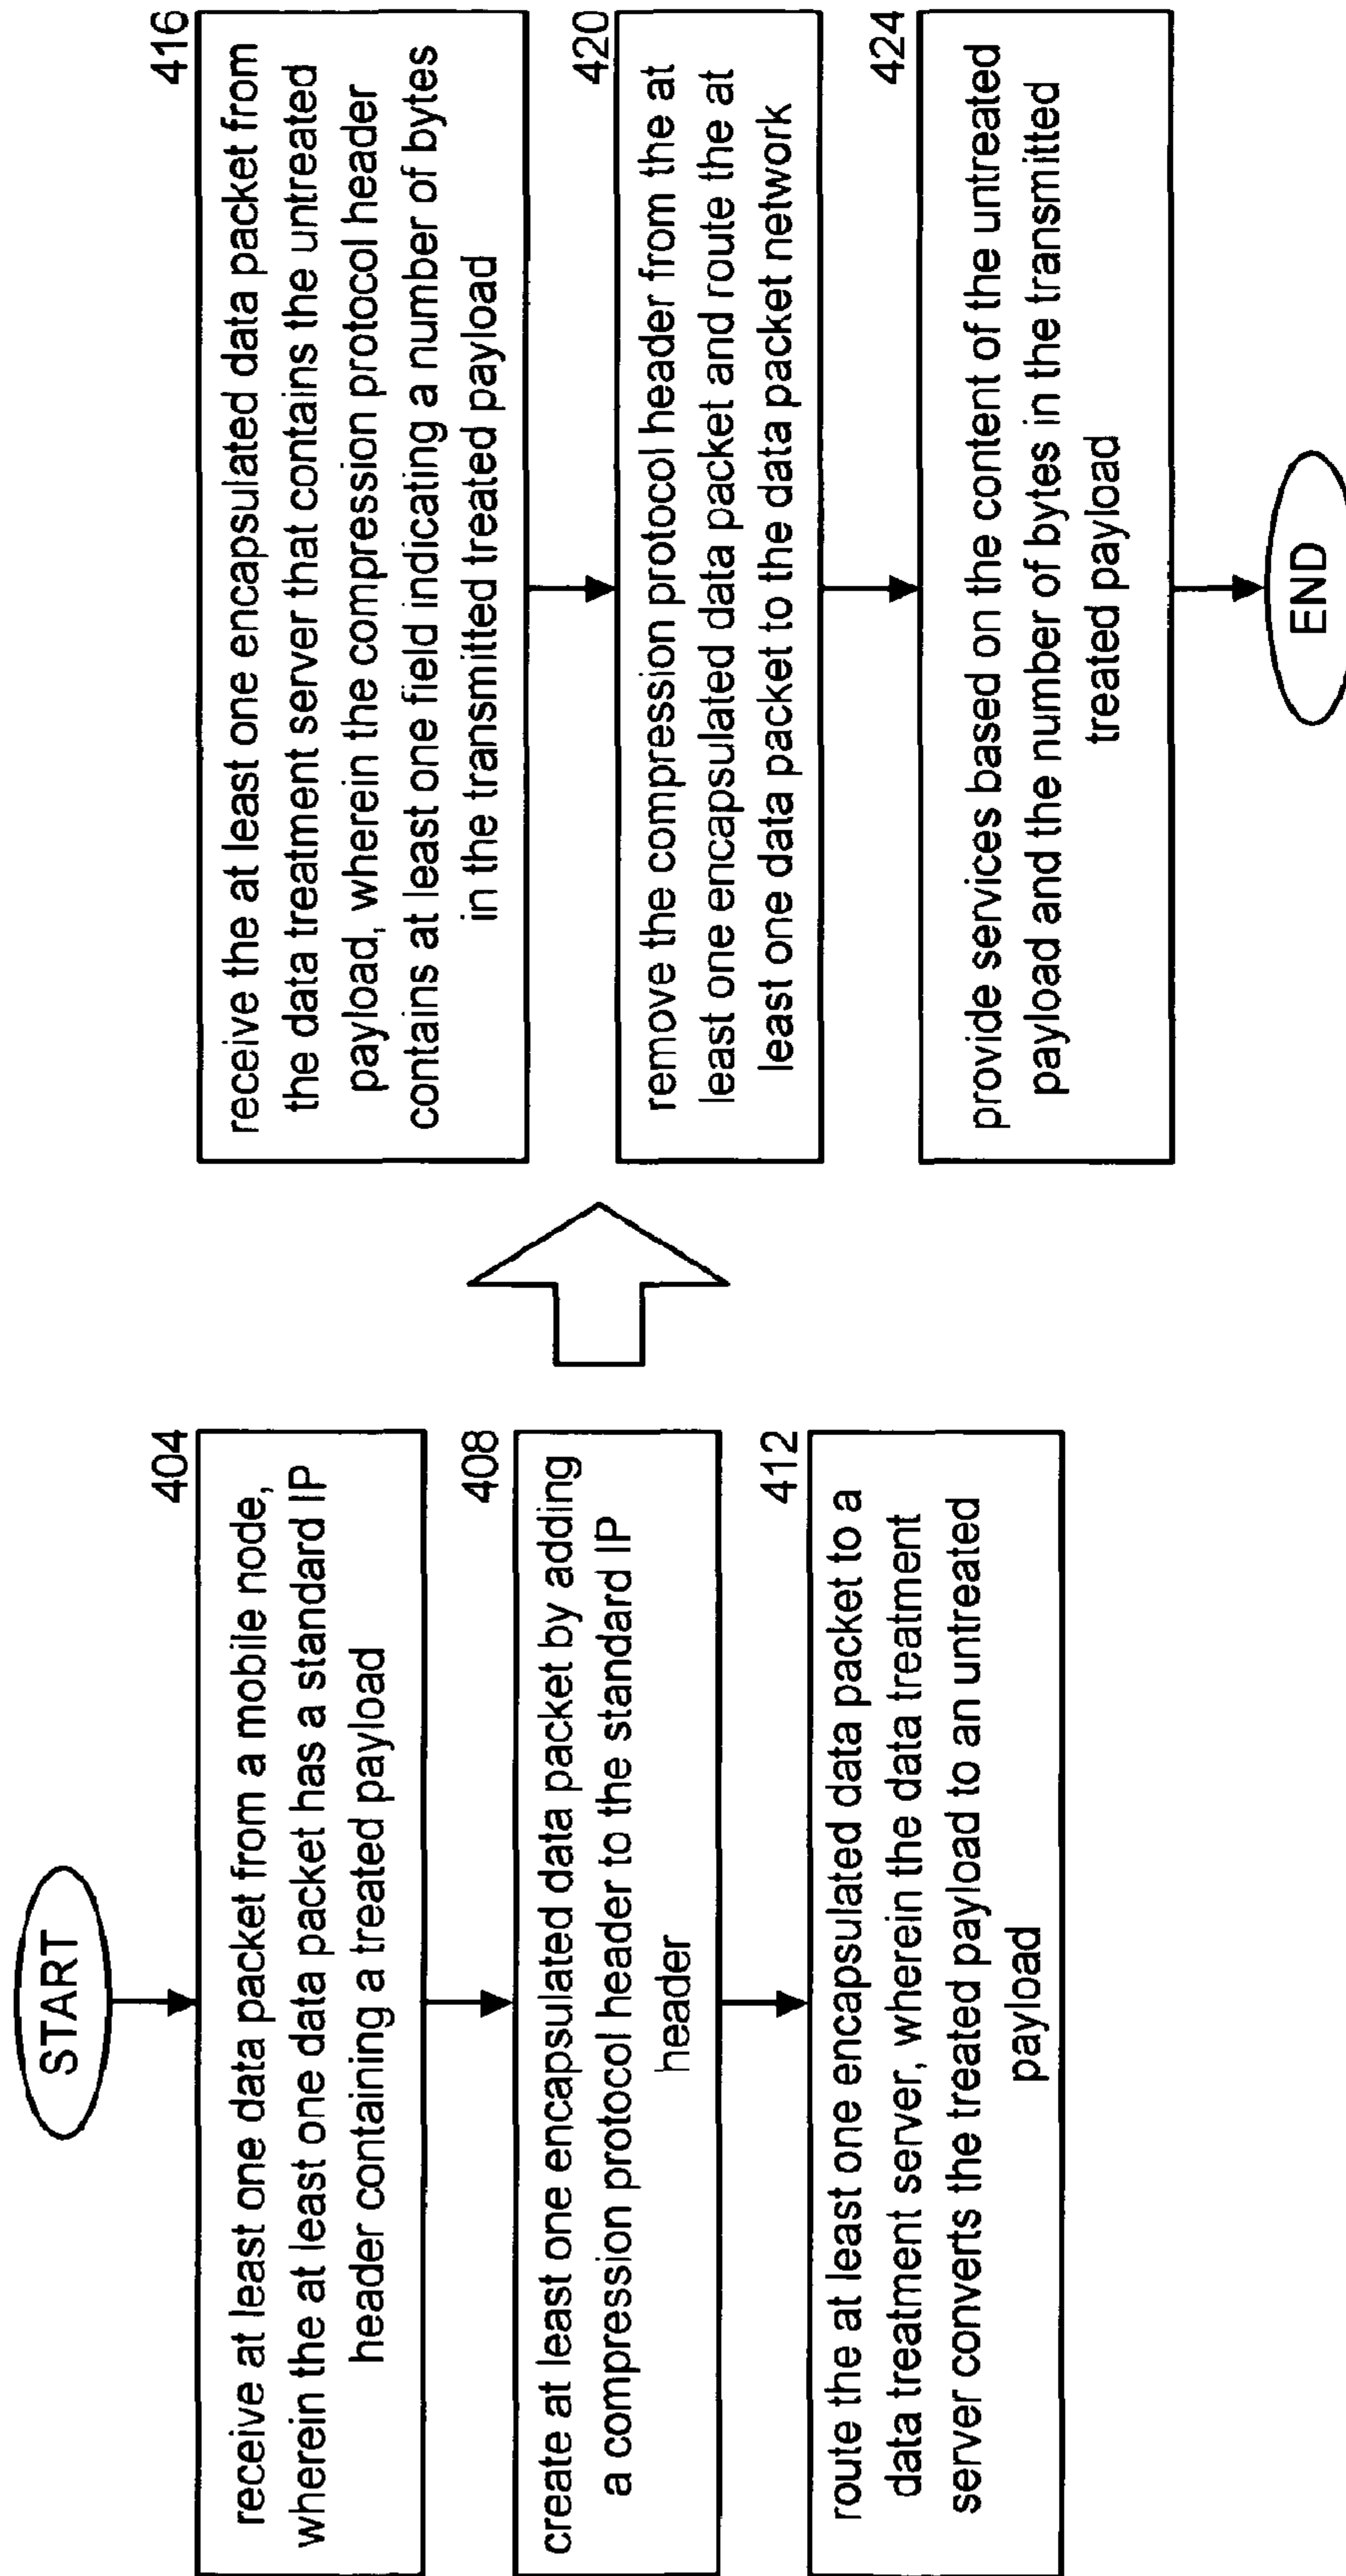 START
404
receive at least one data packet from a mobile node,
wherein the at least one data packet has a standard IP
header containing a treated payload
408
create at least one encapsulated data packet by adding
a compression protocol header to the standard IP
header
412
route the at least one encapsulated data packet to a
data treatment server, wherein the data treatment
server converts the treated payload to an untreated
payload
416
receive the at least one encapsulated data packet from
the data treatment server that contains the untreated
payload, wherein the compression protocol header
contains at least one field indicating a number of bytes
in the transmitted treated payload
420
remove the compression protocol header from the at
least one encapsulated data packet and route the at
least one data packet to the data packet network
424
provide services based on the content of the untreated
payload and the number of bytes in the transmitted
treated payload
END